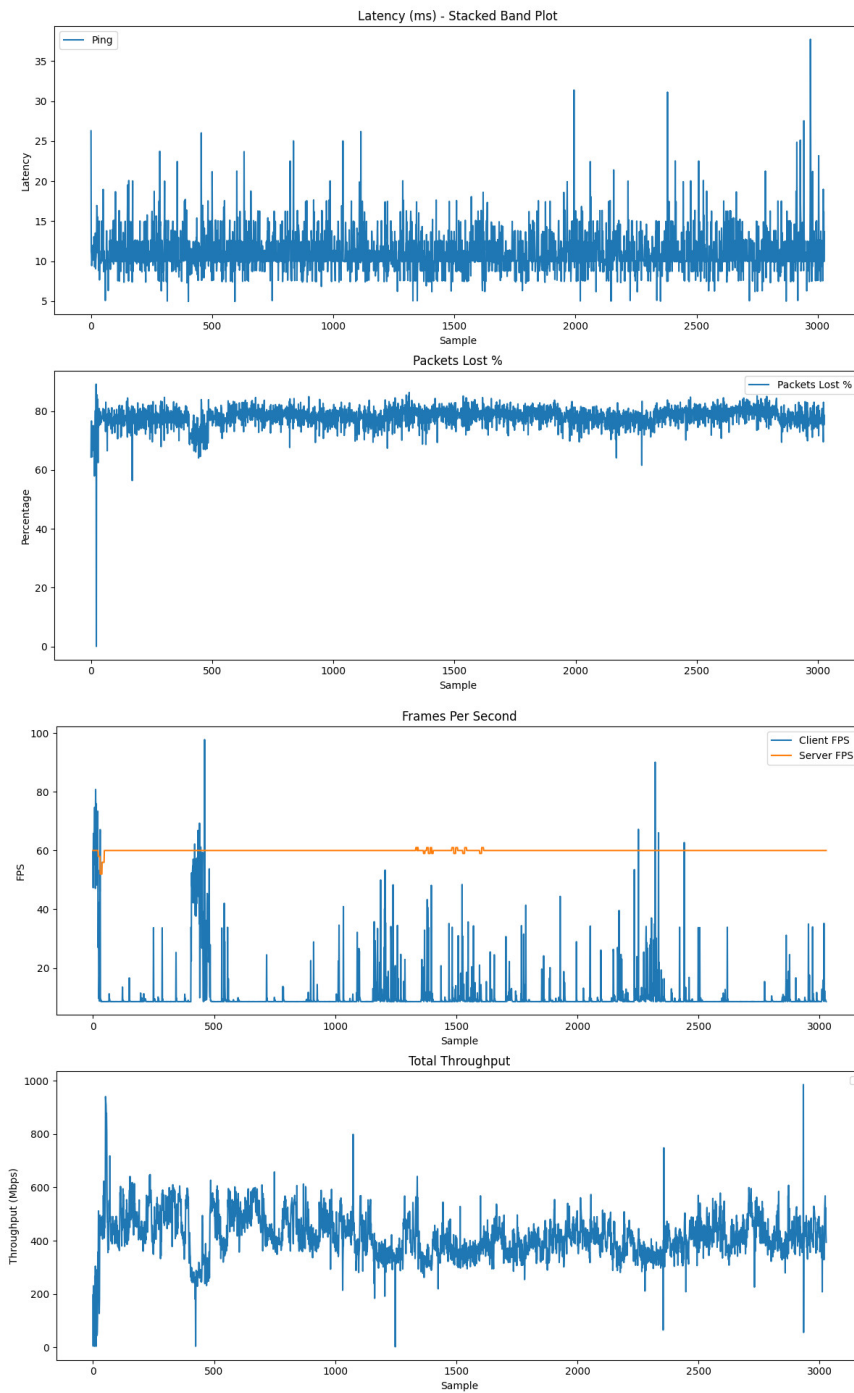 Latency (ms) - Stacked Band Plot
Ping
35
30
25
20
15
10
5
Latency
0 500 1000 1500 2000 2500 3000
Sample
Packets Lost %
Packets Lost %
80
60
40
20
0
Percentage
0 500 1000 1500 2000 2500 3000
Sample
Frames Per Second
Client FPS
Server FPS
100
80
60
40
20
FPS
0 500 1000 1500 2000 2500 3000
Sample
Total Throughput
1000
800
600
400
200
0
Throughput (Mbps)
0 500 1000 1500 2000 2500 3000
Sample